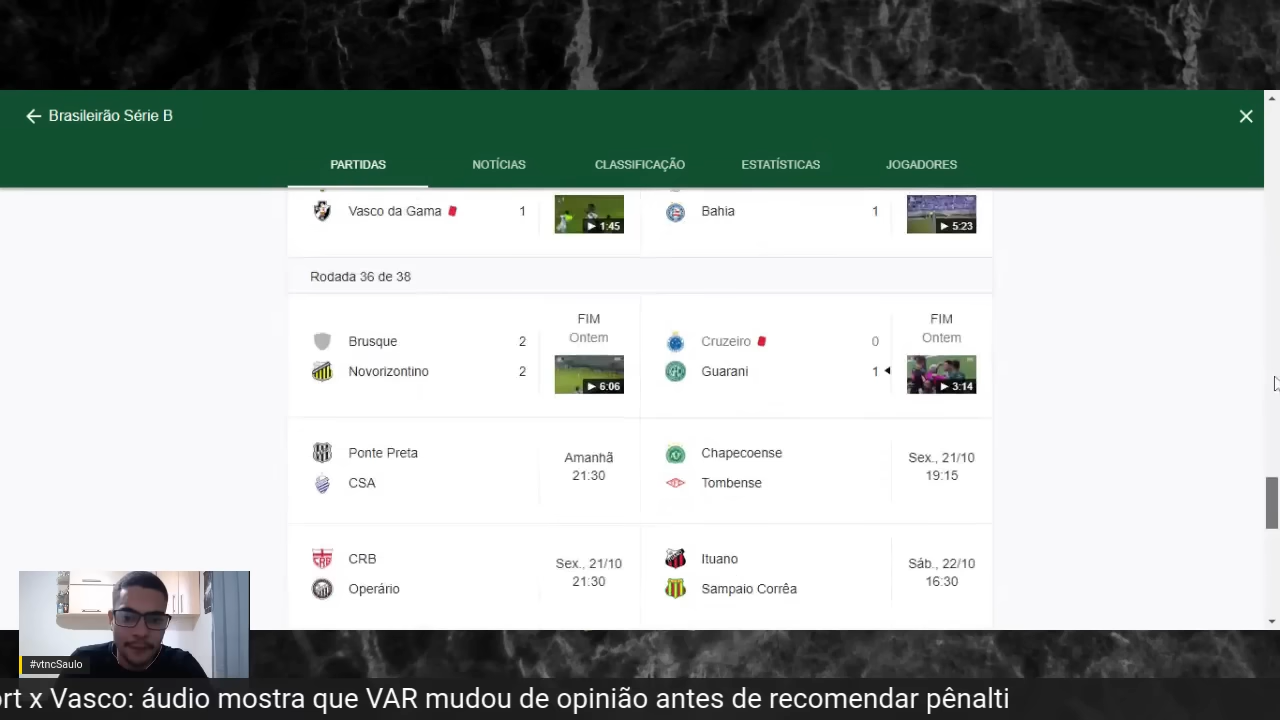 Brasileirão Série B
PARTIDAS
NOTÍCIAS
CLASSIFICAÇÃO
ESTATÍSTICAS
JOGADORES
Vasco da Gama
1
1:45
Bahia
1
5:23
Rodada 36 de 38
Brusque
2
Novorizontino
2
FIM
Ontem
6:06
Cruzeiro
0
Guarani
1
FIM
Ontem
3:14
Ponte Preta
CSA
Amanhã
21:30
Chapecoense
Tombense
Sex., 21/10
19:15
CRB
Operário
Sex., 21/10
21:30
Ituano
Sampaio Corrêa
Sáb., 22/10
16:30
#vtncSaulo
ort x Vasco: áudio mostra que VAR mudou de opinião antes de recomendar pênalti